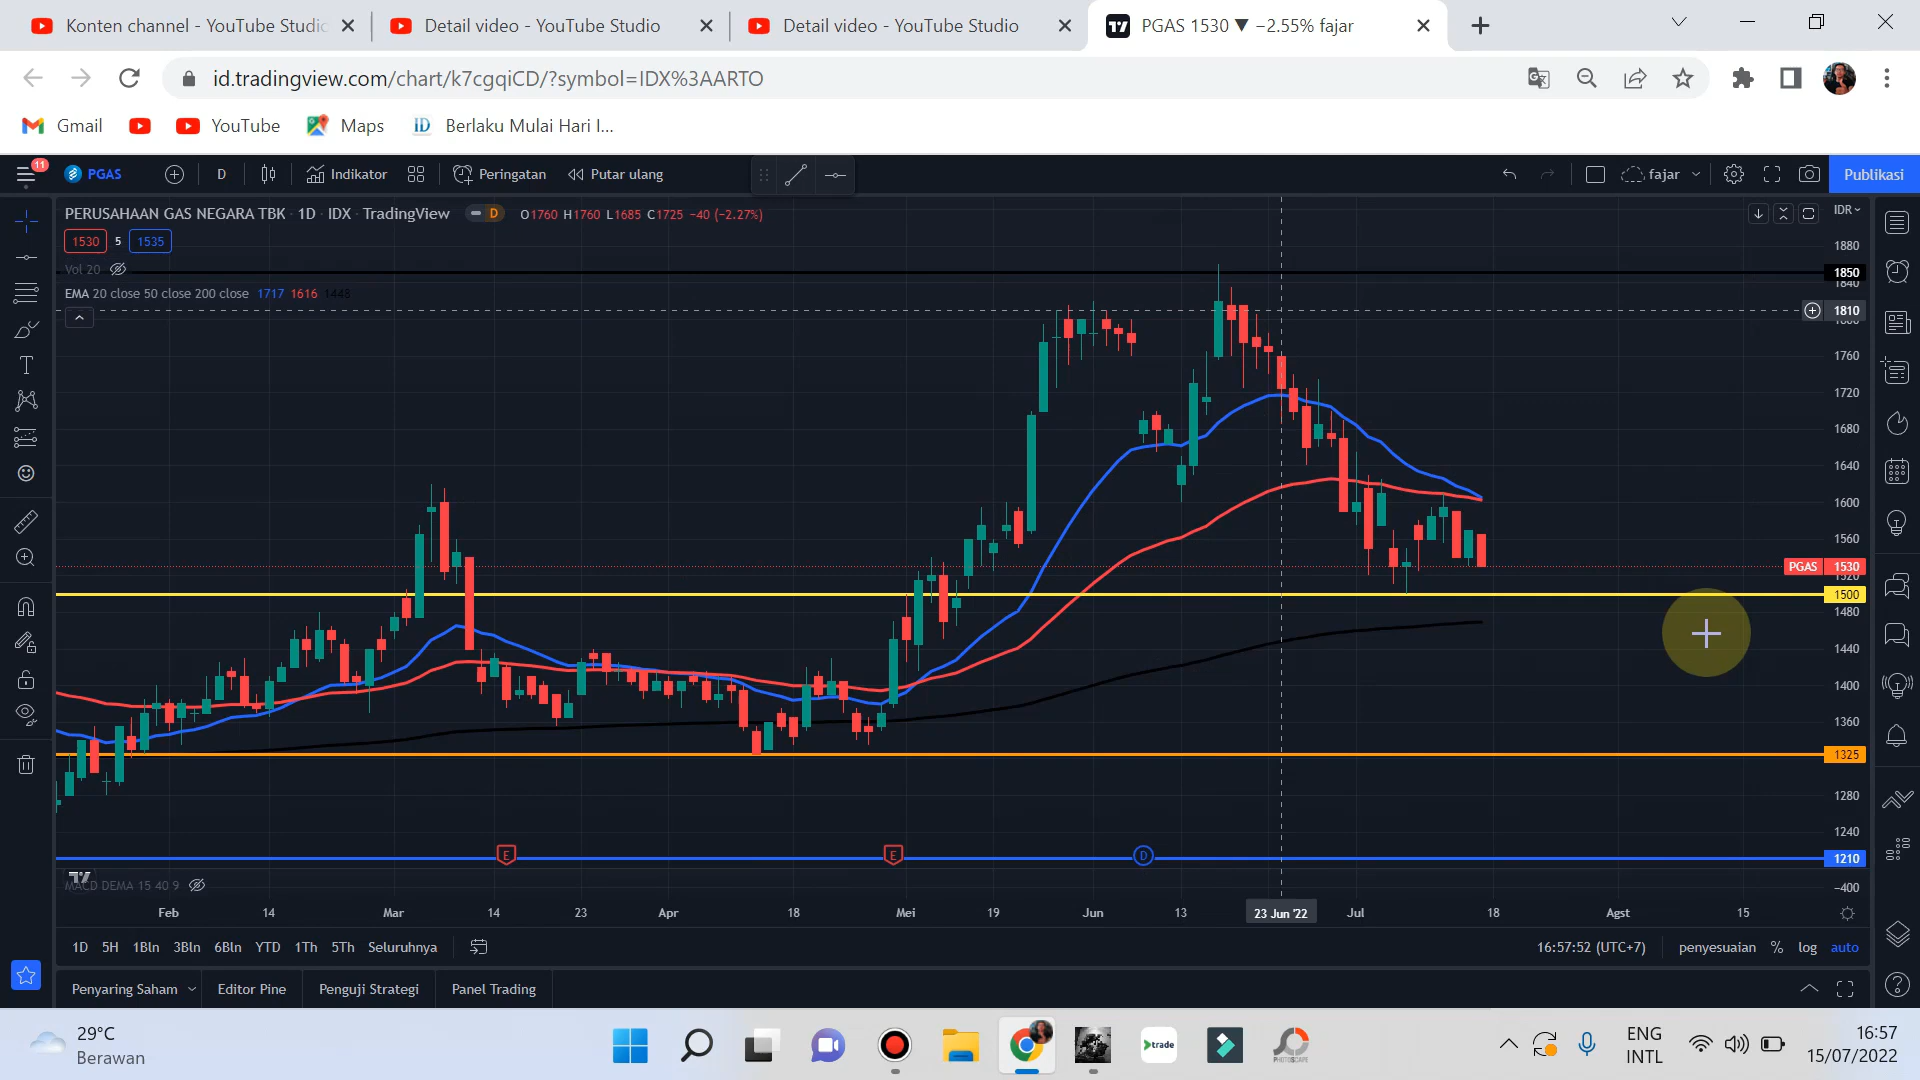 Konten channel - YouTube Studio
Detail video - YouTube Studio
Detail video - YouTube Studio
PGAS 1530 ▼ −2.55% fajar
id.tradingview.com/chart/k7cgqiCD/?symbol=IDX%3AARTO
Gmail
YouTube
Maps
Berlaku Mulai Hari I...
11
PGAS
D
Indikator
Peringatan
Putar ulang
fajar
Publikasi
PERUSAHAAN GAS NEGARA TBK · 1D · IDX · TradingView
D
O1760 H1760 L1685 C1725 −40 (−2.27%)
IDR
1530 5 1535
Vol 20
EMA 20 close 50 close 200 close 1717 1616 1448
1880
1850
1840
1810
1800
1760
1720
1680
1640
1600
1560
PGAS 1530
1520
1500
1480
1440
1400
1360
1325
1280
1240
1210
−400
E
E
D
MACD DEMA 15 40 9
Feb 14 Mar 14 23 Apr 18 Mei 19 Jun 13 23 Jun '22 Jul 18 Agst 15
1D 5H 1Bln 3Bln 6Bln YTD 1Th 5Th Seluruhnya
16:57:52 (UTC+7) penyesuaian % log auto
Penyaring Saham
Editor Pine
Penguji Strategi
Panel Trading
29°C
Berawan
trade
PHOTOSCAPE
ENG
INTL
16:57
15/07/2022